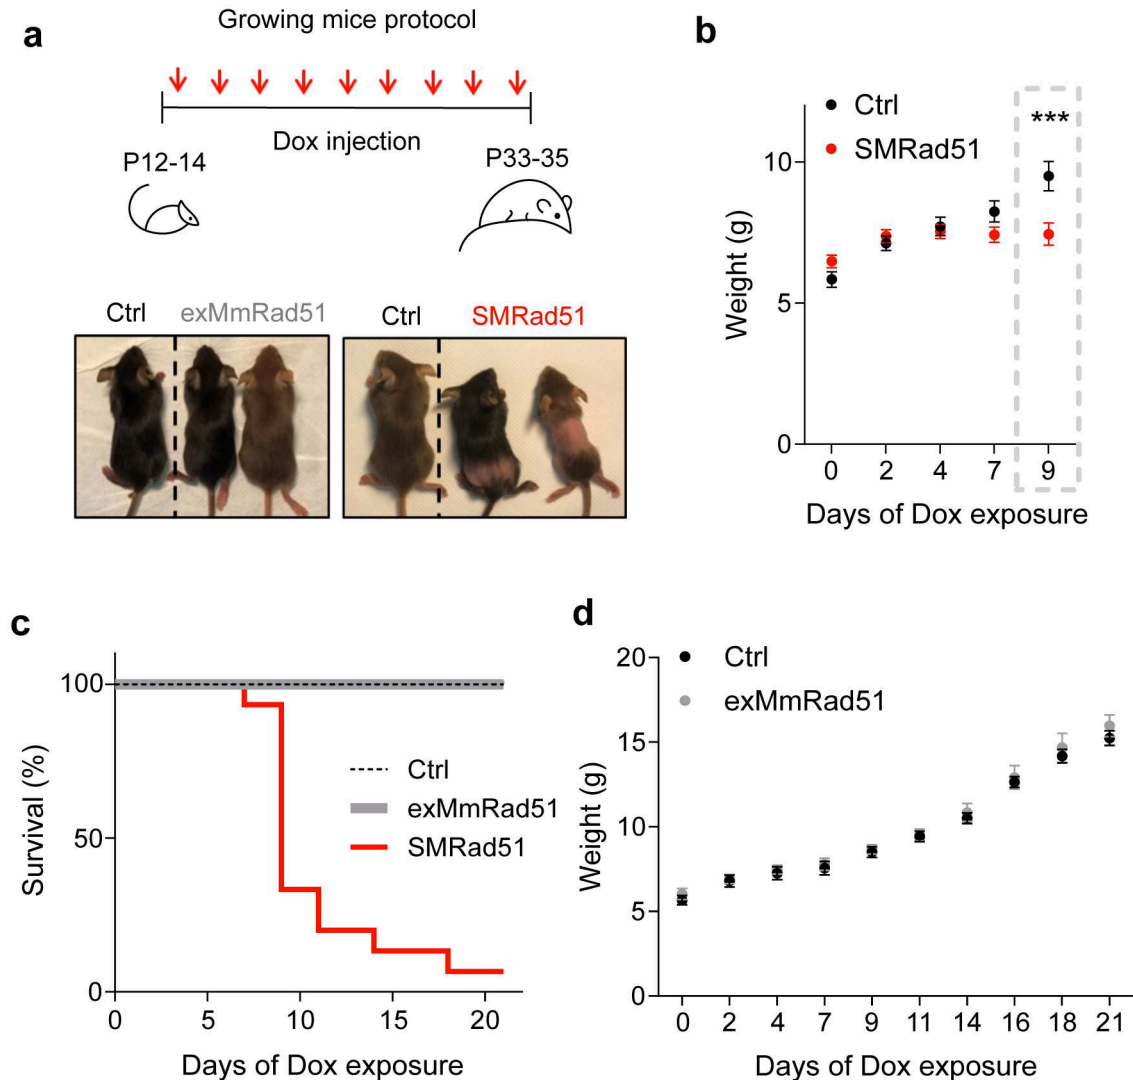 a
Growing mice protocol
Dox injection
P12-14
P33-35
Ctrl
exMmRad51
Ctrl
SMRad51
b
Ctrl
SMRad51
***
10
5
0
Weight (g)
0 2 4 7 9
Days of Dox exposure
c
100
50
0
Survival (%)
Ctrl
exMmRad51
SMRad51
0 5 10 15 20
Days of Dox exposure
d
Ctrl
exMmRad51
20
15
10
5
0
Weight (g)
0 2 4 7 9 11 14 16 18 21
Days of Dox exposure